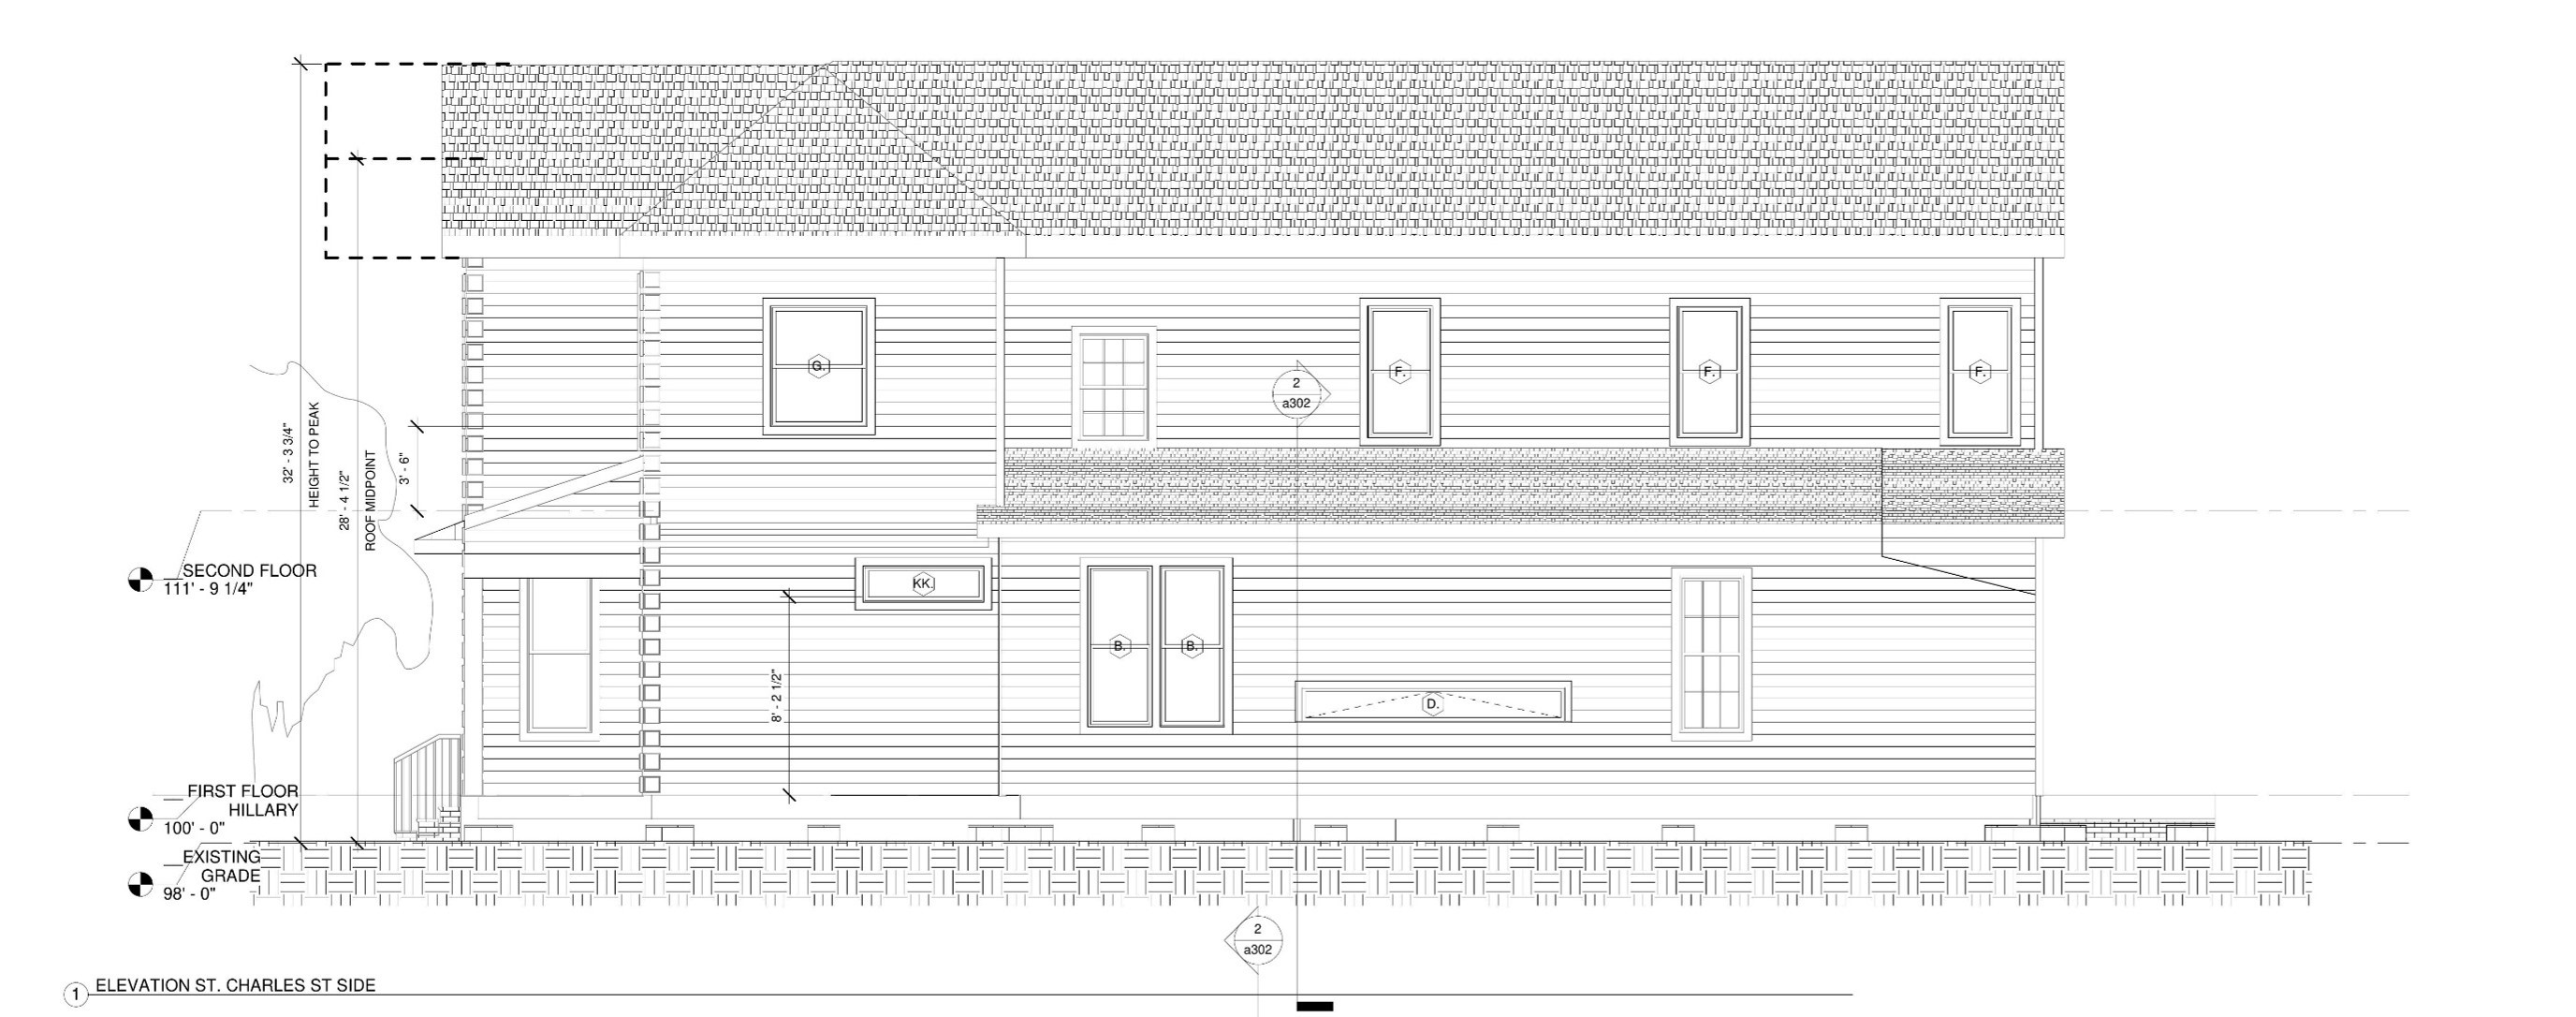 32' - 3 3/4"
HEIGHT TO PEAK
28' - 4 1/2"
ROOF MIDPOINT
3' - 6"
G.
2
a302
F.
F.
F.
SECOND FLOOR
111' - 9 1/4"
KK.
B.
B.
8' - 2 1/2"
D.
FIRST FLOOR
HILLARY
100' - 0"
EXISTING
GRADE
98' - 0"
2
a302
1
ELEVATION ST. CHARLES ST SIDE